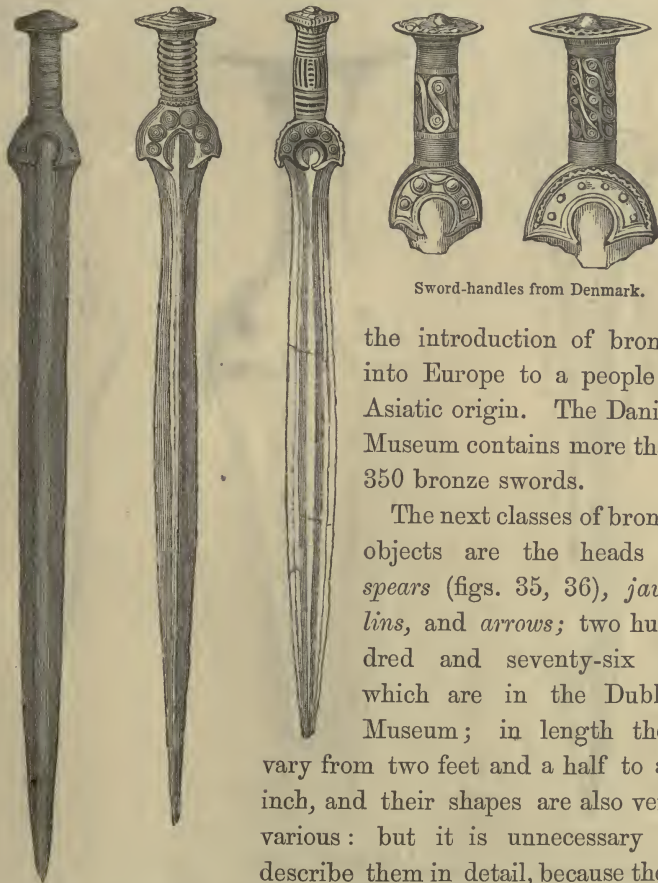 Sword-handles from Denmark.
the introduction of bron
into Europe to a people
Asiatic origin. The Dani
Museum contains more th
350 bronze swords.
The next classes of bron
objects are the heads
spears (figs. 35, 36), jav
lins, and arrows; two hu
dred and seventy-six
which are in the Dubl
Museum; in length the
vary from two feet and a half to a
inch, and their shapes are also ve
various: but it is unnecessary
describe them in detail, because the